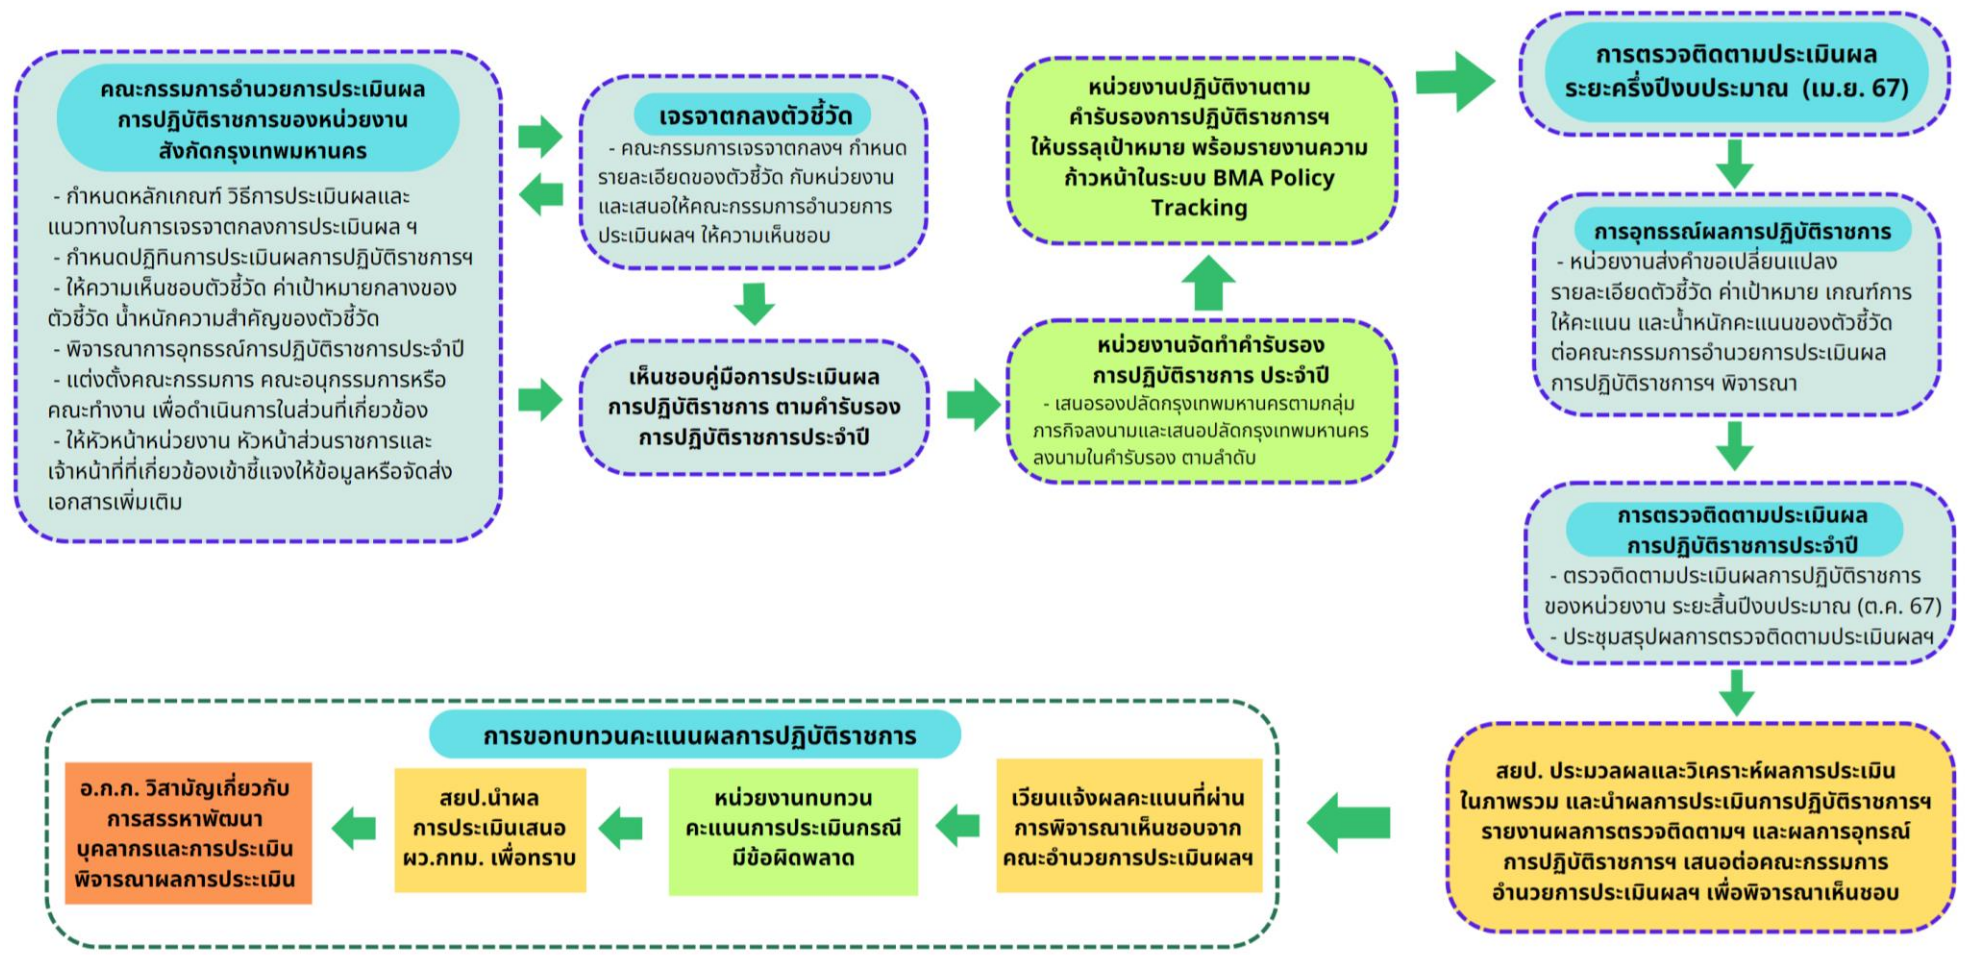 คณะกรรมการอำนวยการประเมินผล
การปฏิบัติราชการของหน่วยงาน
สังกัดกรุงเทพมหานคร
- กำหนดหลักเกณฑ์ วิธีการประเมินผลและ
แนวทางในการเจรจาตกลงการประเมินผล ฯ
- กำหนดปฏิทินการประเมินผลการปฏิบัติราชการฯ
- ให้ความเห็นชอบตัวชี้วัด ค่าเป้าหมายกลางของ
ตัวชี้วัด น้ำหนักความสำคัญของตัวชี้วัด
- พิจารณาการอุทธรณ์การปฏิบัติราชการประจำปี
- แต่งตั้งคณะกรรมการ คณะอนุกรรมการหรือ
คณะทำงาน เพื่อดำเนินการในส่วนที่เกี่ยวข้อง
- ให้หัวหน้าหน่วยงาน หัวหน้าส่วนราชการและ
เจ้าหน้าที่ที่เกี่ยวข้องเข้าชี้แจงให้ข้อมูลหรือจัดส่ง
เอกสารเพิ่มเติม
เจรจาตกลงตัวชี้วัด
- คณะกรรมการเจรจาตกลงฯ กำหนด
รายละเอียดของตัวชี้วัด กับหน่วยงาน
และเสนอให้คณะกรรมการอำนวยการ
ประเมินผลฯ ให้ความเห็นชอบ
เห็นชอบคู่มือการประเมินผล
การปฏิบัติราชการ ตามคำรับรอง
การปฏิบัติราชการประจำปี
หน่วยงานจัดทำคำรับรอง
การปฏิบัติราชการ ประจำปี
- เสนอรองปลัดกรุงเทพมหานครตามกลุ่ม
ภารกิจลงนามและเสนอปลัดกรุงเทพมหานคร
ลงนามในคำรับรอง ตามลำดับ
หน่วยงานปฏิบัติงานตาม
คำรับรองการปฏิบัติราชการฯ
ให้บรรลุเป้าหมาย พร้อมรายงานความ
ก้าวหน้าในระบบ BMA Policy
Tracking
การตรวจติดตามประเมินผล
ระยะครึ่งปีงบประมาณ (เม.ย. 67)
การอุทธรณ์ผลการปฏิบัติราชการ
- หน่วยงานส่งคำขอเปลี่ยนแปลง
รายละเอียดตัวชี้วัด ค่าเป้าหมาย เกณฑ์การ
ให้คะแนน และน้ำหนักคะแนนของตัวชี้วัด
ต่อคณะกรรมการอำนวยการประเมินผล
การปฏิบัติราชการฯ พิจารณา
การตรวจติดตามประเมินผล
การปฏิบัติราชการประจำปี
- ตรวจติดตามประเมินผลการปฏิบัติราชการ
ของหน่วยงาน ระยะสิ้นปีงบประมาณ (ต.ค. 67)
- ประชุมสรุปผลการตรวจติดตามประเมินผลฯ
สยป. ประมวลผลและวิเคราะห์ผลการประเมิน
ในภาพรวม และนำผลการประเมินการปฏิบัติราชการฯ
รายงานผลการตรวจติดตามฯ และผลการอุทรณ์
การปฏิบัติราชการฯ เสนอต่อคณะกรรมการ
อำนวยการประเมินผลฯ เพื่อพิจารณาเห็นชอบ
การขอทบทวนคะแนนผลการปฏิบัติราชการ
เวียนแจ้งผลคะแนนที่ผ่าน
การพิจารณาเห็นชอบจาก
คณะอำนวยการประเมินผลฯ
หน่วยงานทบทวน
คะแนนการประเมินกรณี
มีข้อผิดพลาด
สยป.นำผล
การประเมินเสนอ
ผว.กทม. เพื่อทราบ
อ.ก.ก. วิสามัญเกี่ยวกับ
การสรรหาพัฒนา
บุคลากรและการประเมิน
พิจารณาผลการประะเมิน